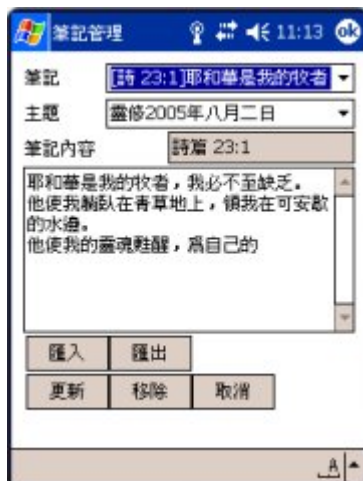 筆記管理 11:13 ok
筆記 [詩 23:1]耶和華是我的牧者
主題 靈修2005年八月二日
筆記內容 詩篇 23:1
耶和華是我的牧者，我必不至缺乏。
他使我躺臥在青草地上，領我在可安歇
的水邊。
他使我的靈魂甦醒，爲自己的
匯入 匯出
更新 移除 取消
A